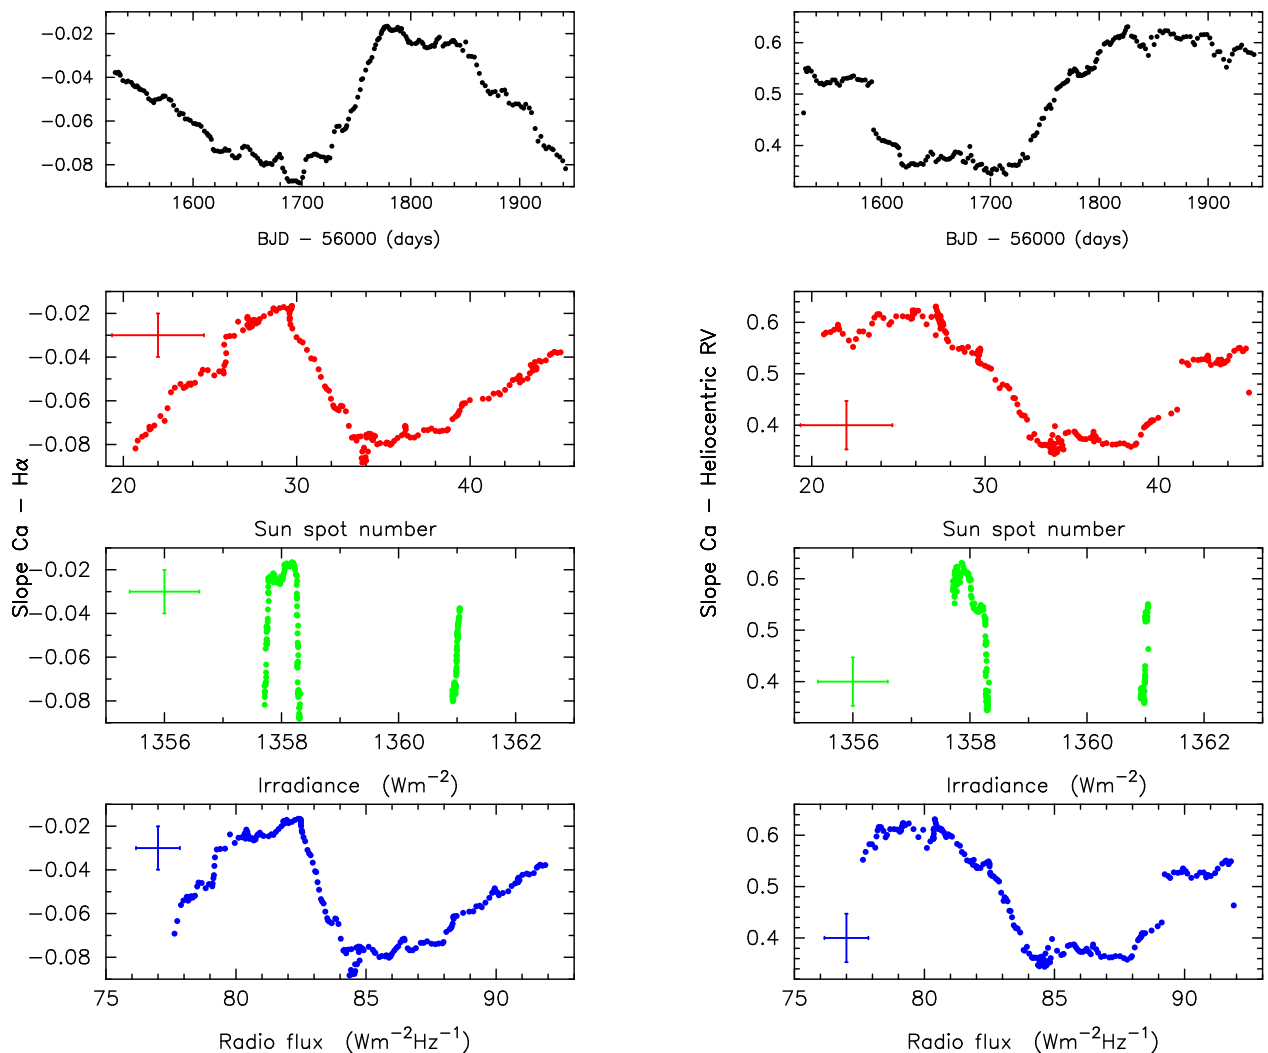 −0.02
−0.04
−0.06
−0.08
1600 1700 1800 1900
BJD − 56000 (days)
0.6
0.5
0.4
1600 1700 1800 1900
BJD − 56000 (days)
Slope Ca − Hα
−0.02
−0.04
−0.06
−0.08
20 30 40
Sun spot number
Slope Ca − Heliocentric RV
0.6
0.5
0.4
20 30 40
Sun spot number
−0.02
−0.04
−0.06
−0.08
1356 1358 1360 1362
Irradiance (Wm⁻²)
0.6
0.5
0.4
1356 1358 1360 1362
Irradiance (Wm⁻²)
−0.02
−0.04
−0.06
−0.08
75 80 85 90
Radio flux (Wm⁻²Hz⁻¹)
0.6
0.5
0.4
75 80 85 90
Radio flux (Wm⁻²Hz⁻¹)